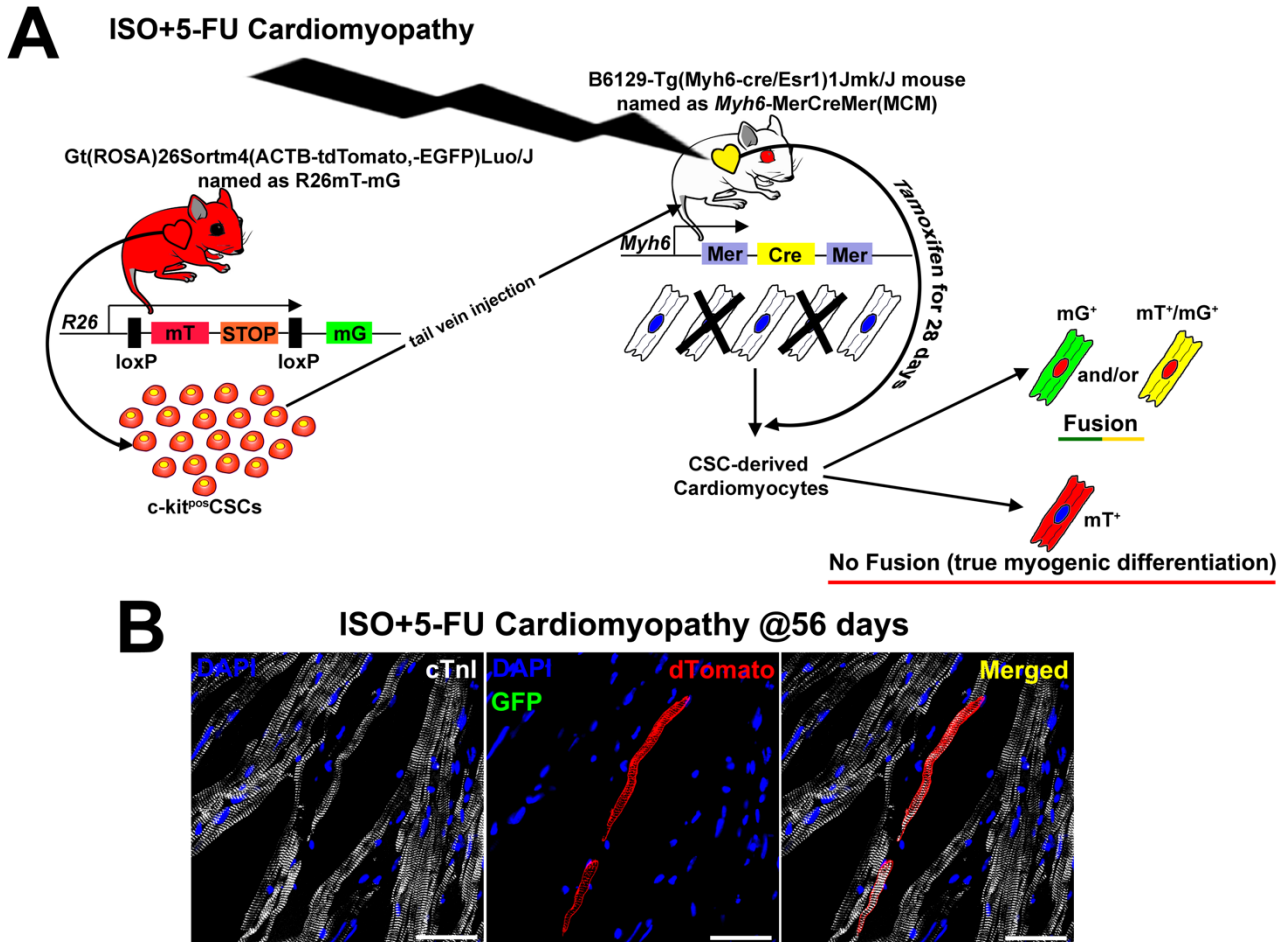 A
ISO+5-FU Cardiomyopathy
B6129-Tg(Myh6-cre/Esr1)1Jmk/J mouse
named as Myh6-MerCreMer(MCM)
Gt(ROSA)26Sortm4(ACTB-tdTomato,-EGFP)Luo/J
named as R26mT-mG
R26
mT
STOP
mG
loxP
loxP
c-kitposCSCs
tail vein injection
Myh6
Mer
Cre
Mer
Tamoxifen for 28 days
CSC-derived
Cardiomyocytes
mG+
mT+/mG+
and/or
Fusion
mT+
No Fusion (true myogenic differentiation)
B
ISO+5-FU Cardiomyopathy @56 days
DAPI
cTnI
DAPI
dTomato
GFP
Merged